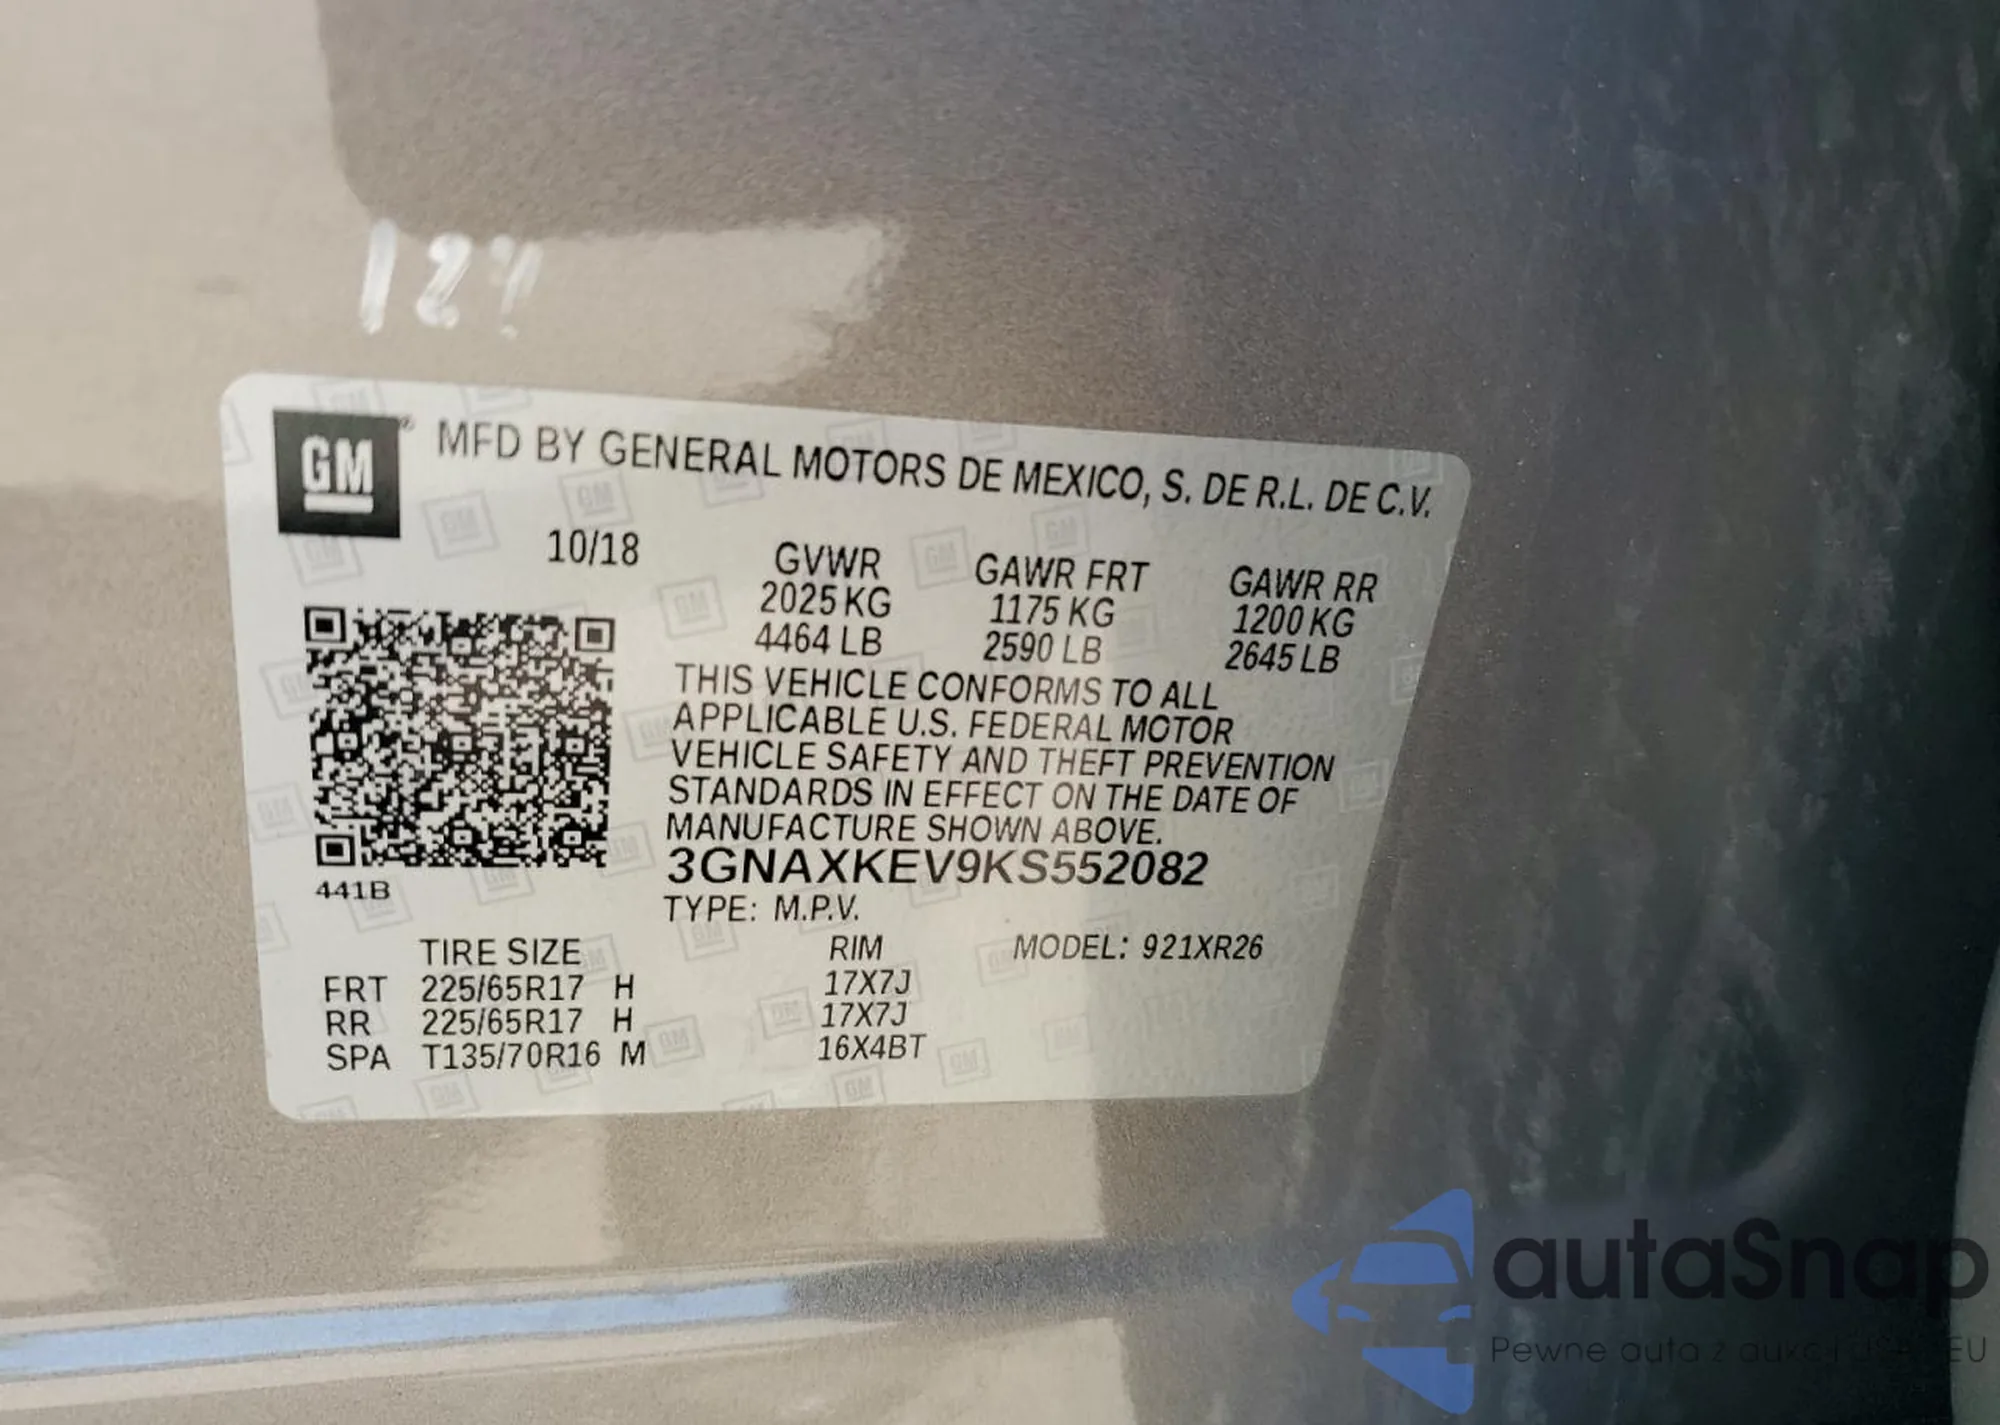 GM
MFD BY GENERAL MOTORS DE MEXICO, S. DE R.L. DE C.V.
10/18
GVWR GAWR FRT GAWR RR
2025 KG 1175 KG 1200 KG
4464 LB 2590 LB 2645 LB
THIS VEHICLE CONFORMS TO ALL
APPLICABLE U.S. FEDERAL MOTOR
VEHICLE SAFETY AND THEFT PREVENTION
STANDARDS IN EFFECT ON THE DATE OF
MANUFACTURE SHOWN ABOVE.
3GNAXKEV9KS552082
441B
TYPE: M.P.V.
TIRE SIZE RIM MODEL: 921XR26
FRT 225/65R17 H 17X7J
RR 225/65R17 H 17X7J
SPA T135/70R16 M 16X4BT
autaSnap
Pewne auta z aukcji USA EU